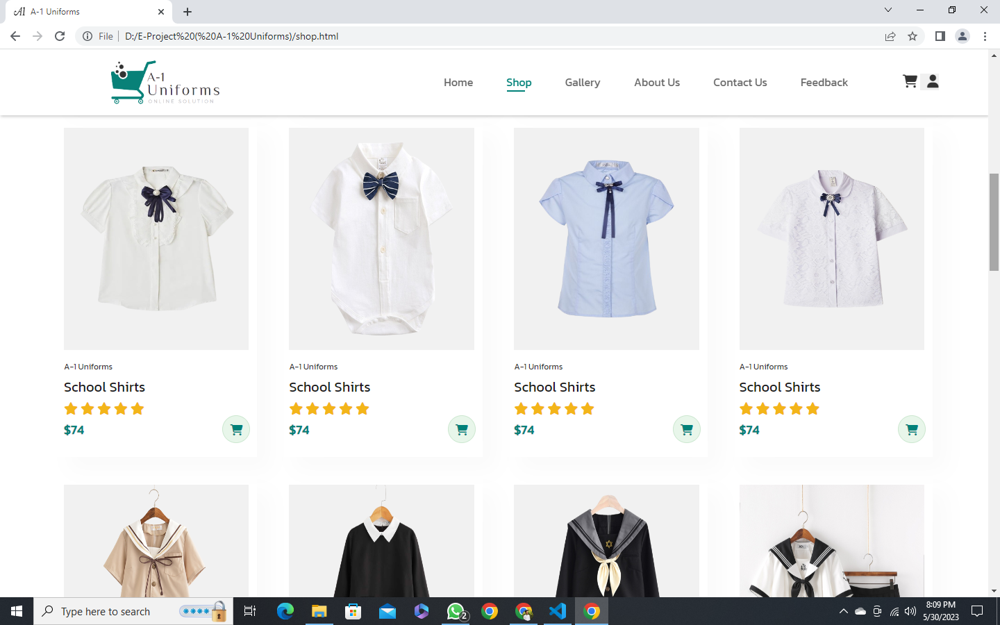 A-1 Uniforms
File
D:/E-Project%20(%20A-1%20Uniforms)/shop.html
A-1
Uniforms
ONLINE SOLUTION
Home
Shop
Gallery
About Us
Contact Us
Feedback
A-1 Uniforms
A-1 Uniforms
A-1 Uniforms
A-1 Uniforms
School Shirts
School Shirts
School Shirts
School Shirts
$74
$74
$74
$74
Type here to search
2
8:09 PM
5/30/2023